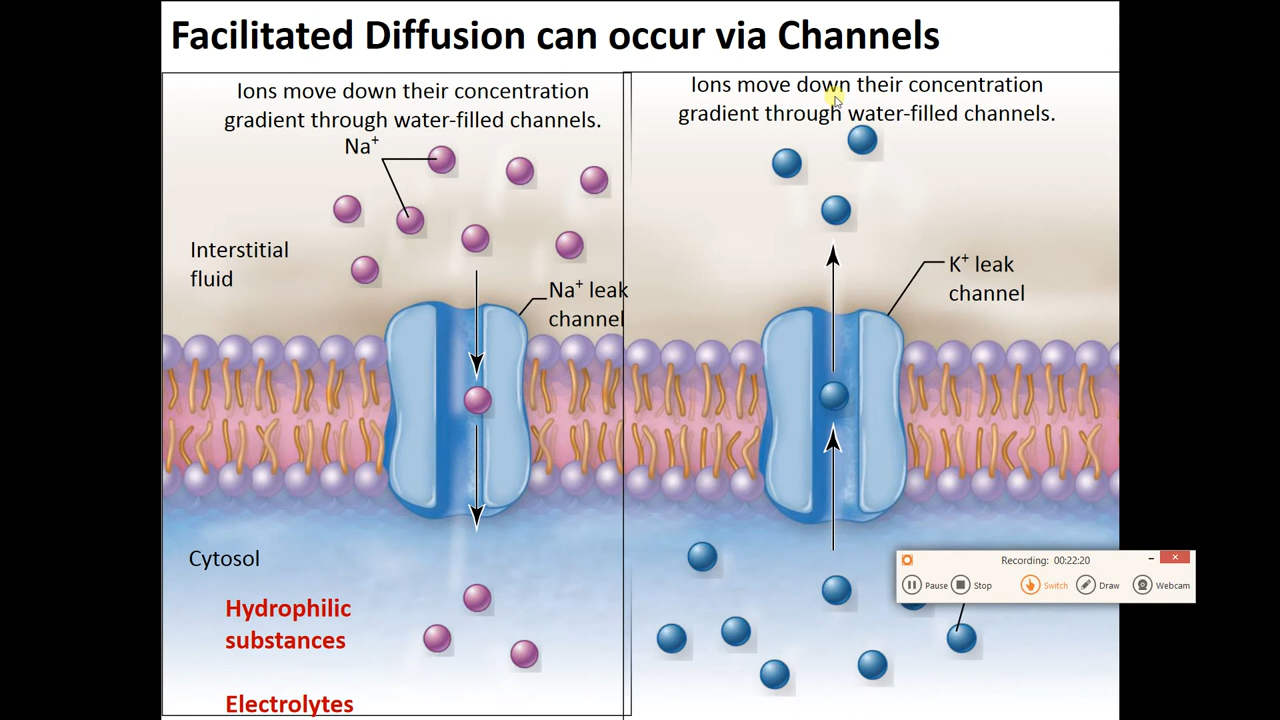 Facilitated Diffusion can occur via Channels
Ions move down their concentration
gradient through water-filled channels.
Na+
Interstitial
fluid
Na+ leak
channel
Cytosol
Hydrophilic
substances
Electrolytes
Ions move down their concentration
gradient through water-filled channels.
K+ leak
channel
Recording: 00:22:20
Pause Stop Switch Draw Webcam